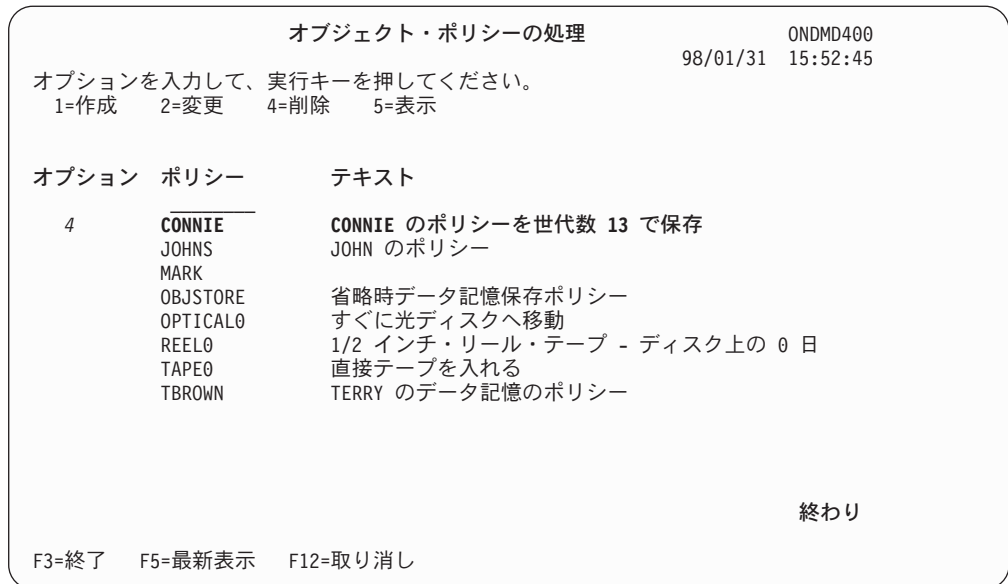 オブジェクト・ポリシーの処理 ONDMD400
98/01/31 15:52:45
オプションを入力して、実行キーを押してください。
1=作成 2=変更 4=削除 5=表示
オプション ポリシー テキスト
4 CONNIE CONNIE のポリシーを世代数 13 で保存
JOHNS JOHN のポリシー
MARK
OBJSTORE 省略時データ記憶保存ポリシー
OPTICAL0 すぐに光ディスクへ移動
REEL0 1/2 インチ・リール・テープ - ディスク上の 0 日
TAPE0 直接テープを入れる
TBROWN TERRY のデータ記憶のポリシー
終わり
F3=終了 F5=最新表示 F12=取り消し